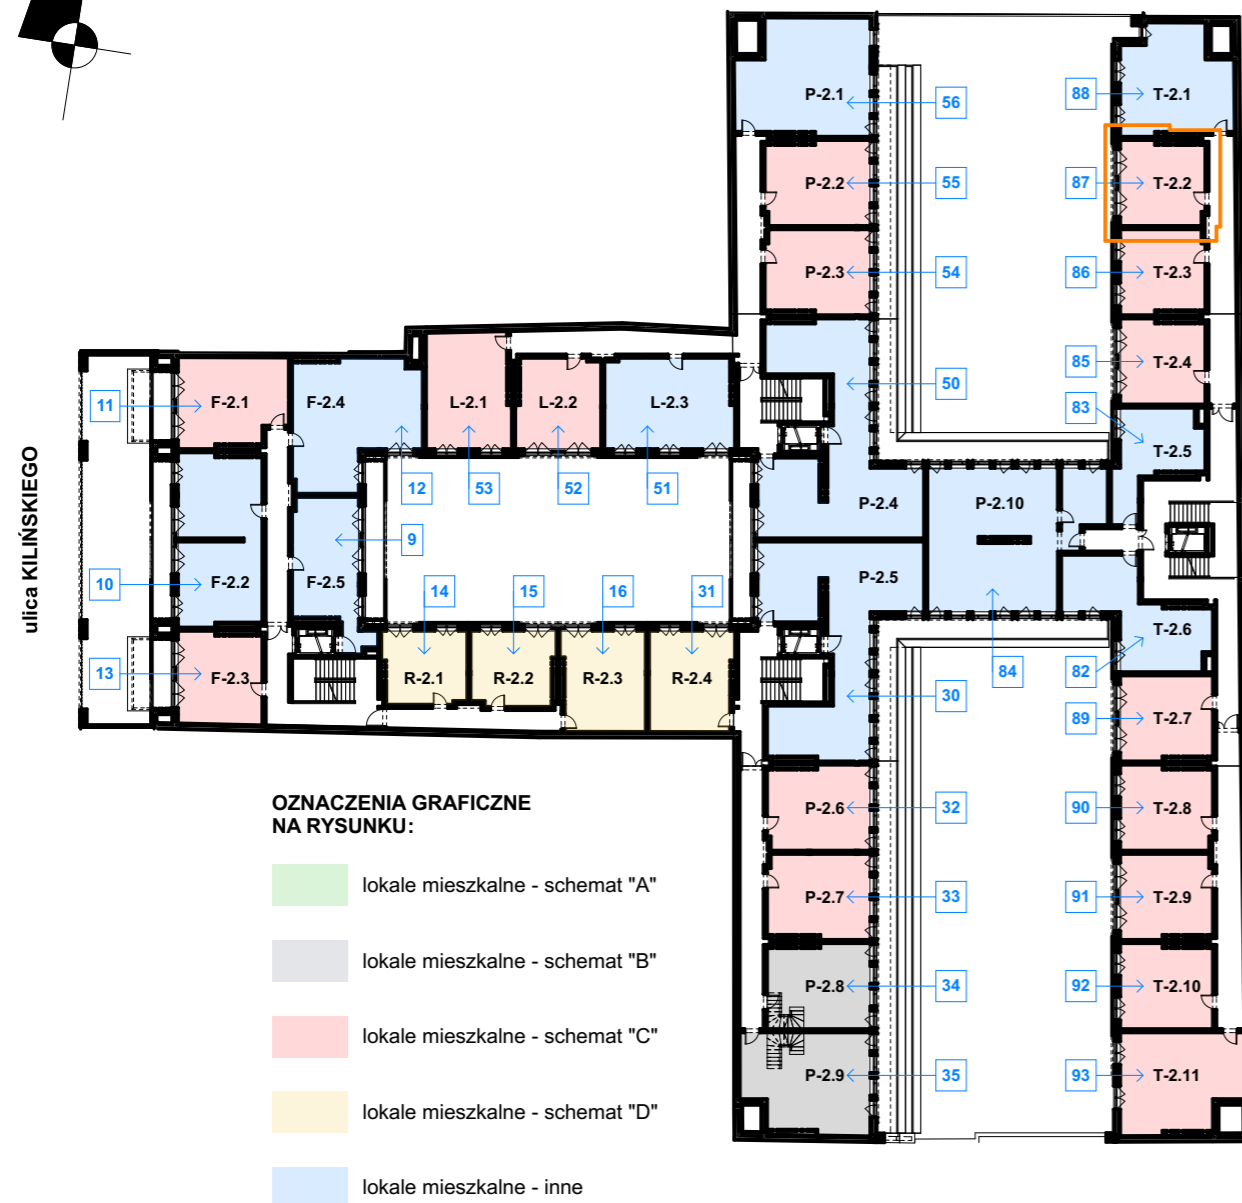 P-2.1
56
88
T-2.1
P-2.2
55
87
T-2.2
P-2.3
54
86
T-2.3
50
85
T-2.4
83
T-2.5
11
F-2.1
F-2.4
L-2.1
L-2.2
L-2.3
12
53
52
51
P-2.4
P-2.10
ulica KILIŃSKIEGO
9
10
F-2.2
F-2.5
14
15
16
31
P-2.5
T-2.6
13
F-2.3
R-2.1
R-2.2
R-2.3
R-2.4
30
84
82
89
T-2.7
OZNACZENIA GRAFICZNE
NA RYSUNKU:
P-2.6
32
90
T-2.8
lokale mieszkalne - schemat "A"
P-2.7
33
91
T-2.9
lokale mieszkalne - schemat "B"
P-2.8
34
92
T-2.10
lokale mieszkalne - schemat "C"
P-2.9
35
93
T-2.11
lokale mieszkalne - schemat "D"
lokale mieszkalne - inne